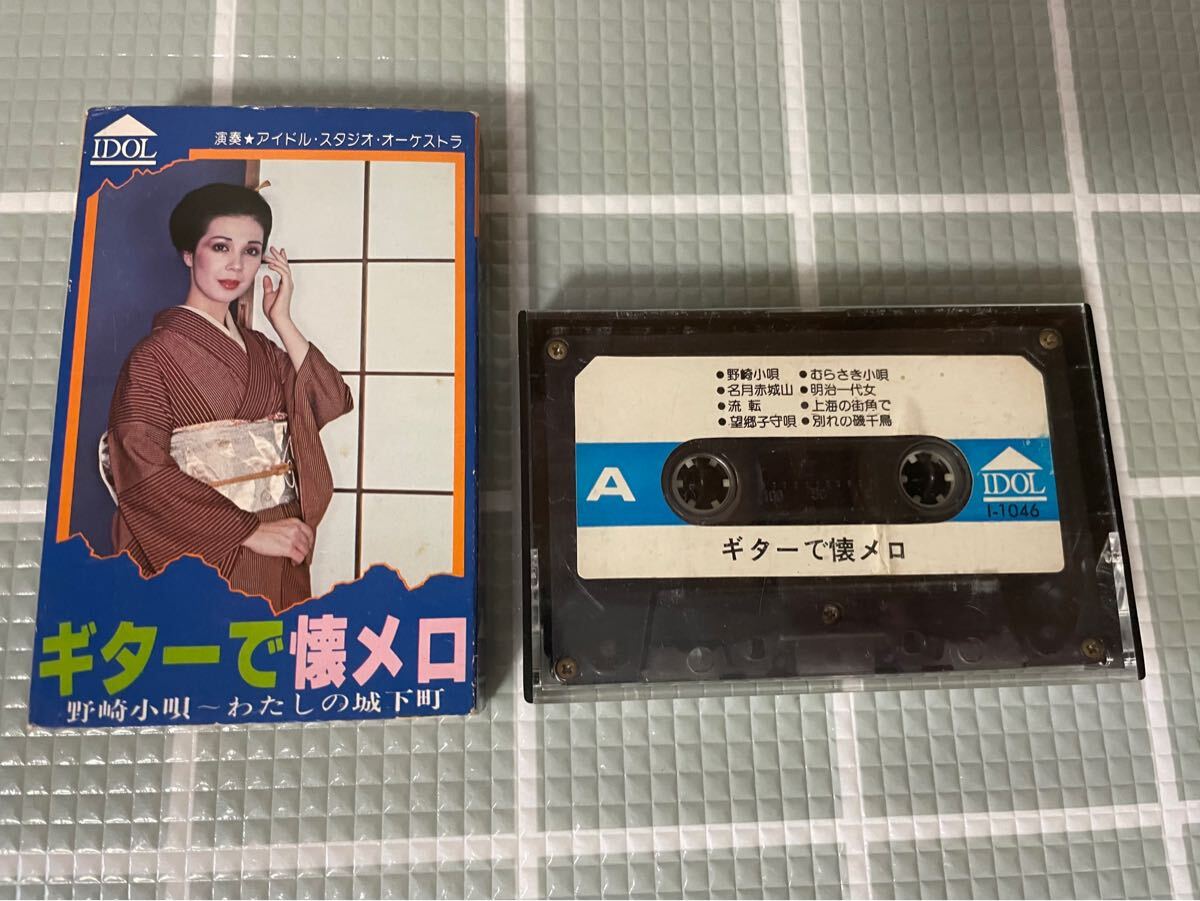 IDOL
演奏★アイドル・スタジオ・オーケストラ
ギターで懐メロ
野崎小唄～わたしの城下町
●野崎小唄 ●むらさき小唄
●名月赤城山 ●明治一代女
●流転 ●上海の街角で
●望郷子守唄 ●別れの磯千鳥
A
100 50
IDOL
I-1046
ギターで懐メロ